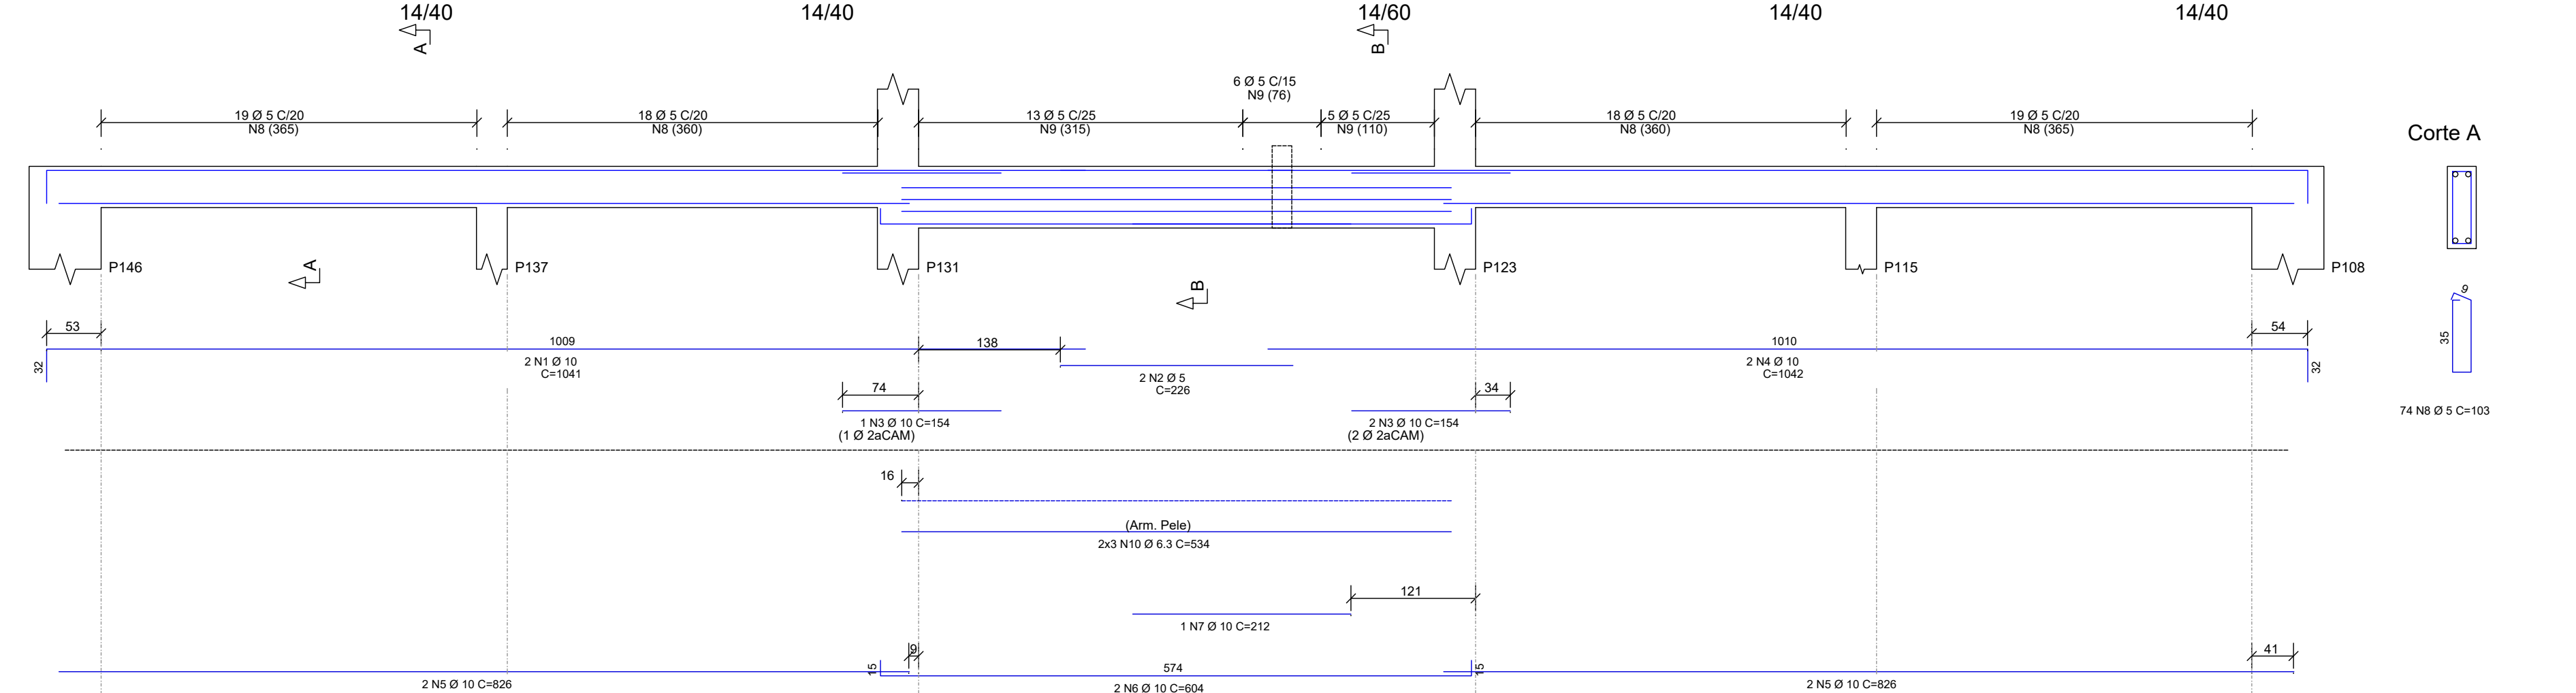 14/40
14/40
14/60
14/40
14/40
A
B
6 Ø 5 C/15
N9 (76)
19 Ø 5 C/20
N8 (365)
18 Ø 5 C/20
N8 (360)
13 Ø 5 C/25
N9 (315)
5 Ø 5 C/25
N9 (110)
18 Ø 5 C/20
N8 (360)
19 Ø 5 C/20
N8 (365)
Corte A
P146
A
P137
P131
B
P123
P115
P108
9
35
74 N8 Ø 5 C=103
53
32
1009
2 N1 Ø 10
C=1041
138
2 N2 Ø 5
C=226
1010
2 N4 Ø 10
C=1042
54
32
74
1 N3 Ø 10 C=154
(1 Ø 2aCAM)
34
2 N3 Ø 10 C=154
(2 Ø 2aCAM)
16
(Arm. Pele)
2x3 N10 Ø 6.3 C=534
121
1 N7 Ø 10 C=212
2 N5 Ø 10 C=826
15
9
574
2 N6 Ø 10 C=604
15
2 N5 Ø 10 C=826
41